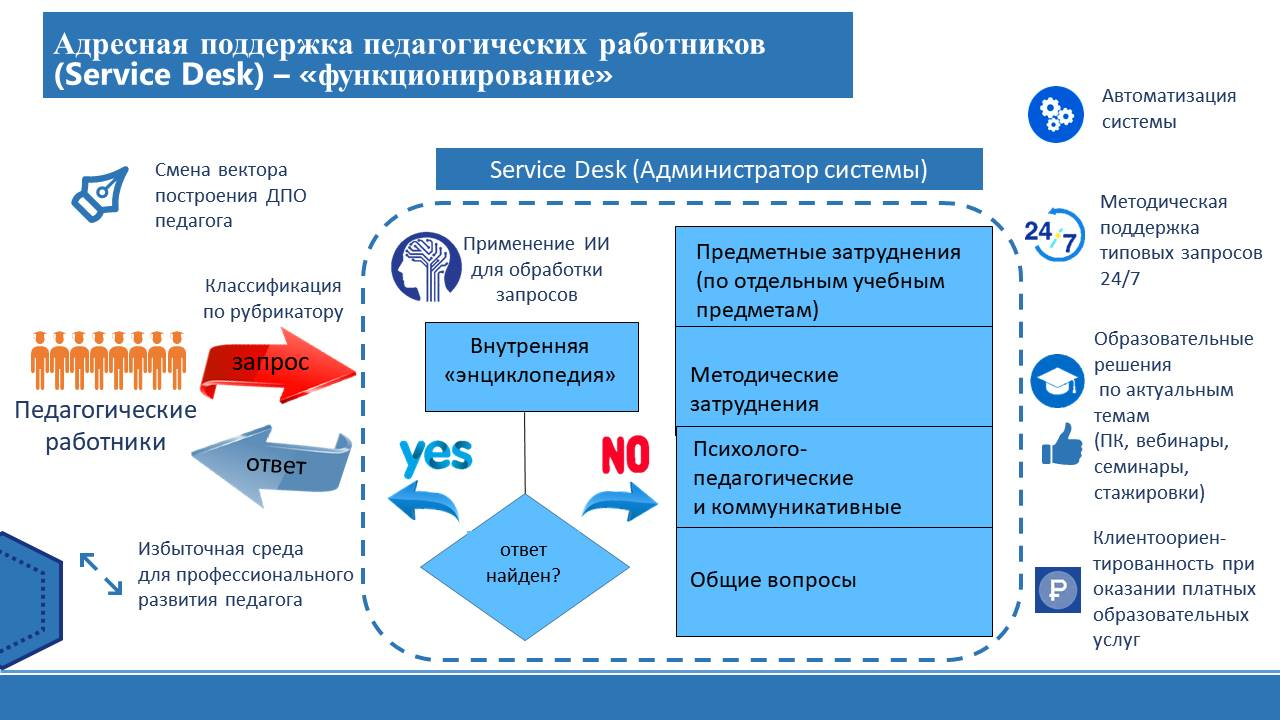 Адресная поддержка педагогических работников
(Service Desk) – «функционирование»
Смена вектора
построения ДПО
педагога
Классификация
по рубрикатору
запрос
Педагогические
работники
ответ
Избыточная среда
для профессионального
развития педагога
Service Desk (Администратор системы)
Применение ИИ
для обработки
запросов
Внутренняя
«энциклопедия»
yes
NO
ответ
найден?
Предметные затруднения
(по отдельным учебным
предметам)
Методические
затруднения
Психолого-
педагогические
и коммуникативные
Общие вопросы
Автоматизация
системы
24/7
Методическая
поддержка
типовых запросов
24/7
Образовательные
решения
по актуальным
темам
(ПК, вебинары,
семинары,
стажировки)
Клиентоориен-
тированность при
оказании платных
образовательных
услуг